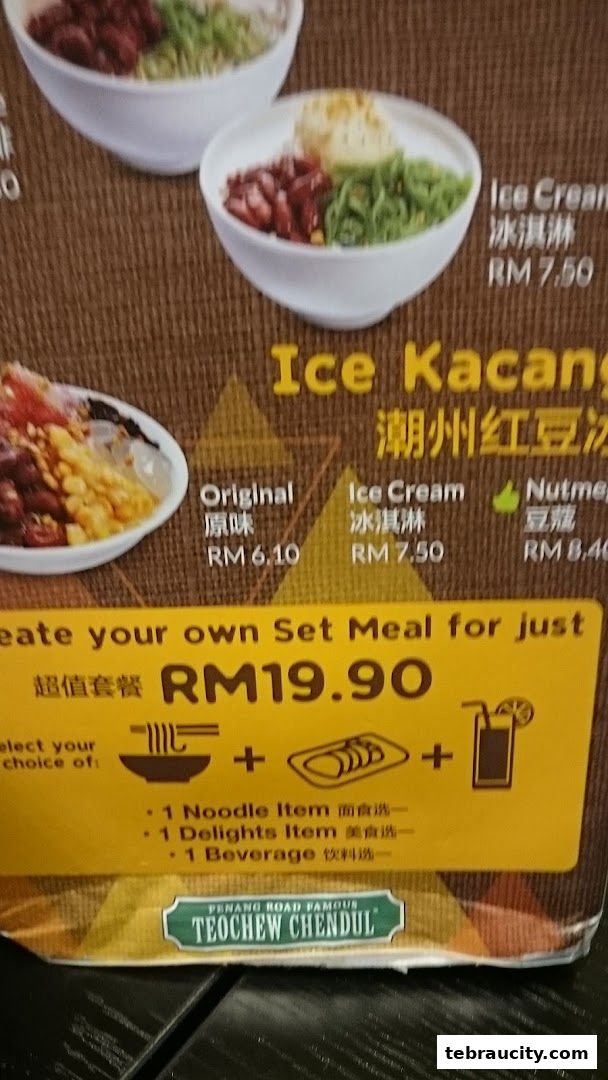 Ice Cream
冰淇淋
RM 7.50
Ice Kacang
潮州红豆冰
Original
原味
RM 6.10
Ice Cream
冰淇淋
RM 7.50
Nutme
豆蔻
RM 8.40
eate your own Set Meal for just
超值套餐 RM19.90
elect your
choice of:
· 1 Noodle Item 面食选一
· 1 Delights Item 美食选一
· 1 Beverage 饮料选一
PENANG ROAD FAMOUS
TEOCHEW CHENDUL
tebraucity.com